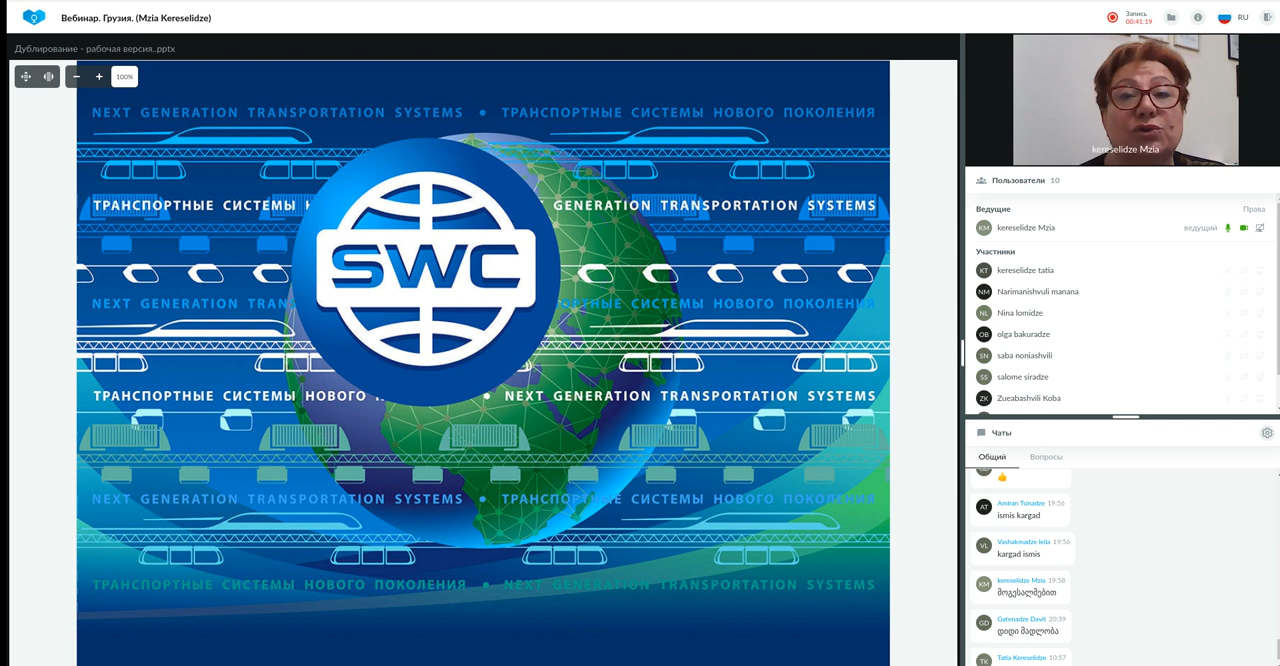 Вебинар. Грузия. (Mzia Kereselidze)
Запись
00:41:19
RU
Дублирование - рабочая версия..pptx
100%
NEXT GENERATION TRANSPORTATION SYSTEMS • ТРАНСПОРТНЫЕ СИСТЕМЫ НОВОГО ПОКОЛЕНИЯ
ТРАНСПОРТНЫЕ СИСТЕМЫ GENERATION TRANSPORTATION SYSTEMS
SWC
NEXT GENERATION СИСТЕМЫ НОВОГО ПОКОЛЕНИЯ
ТРАНСПОРТНЫЕ СИСТЕМЫ НОВОГО • NEXT GENERATION TRANSPORTATION SYSTEMS
NEXT GENERATION TRANSPORTATION SYSTEMS • ТРАНСПОРТНЫЕ СИСТЕМЫ НОВОГО ПОКОЛЕНИЯ
ТРАНСПОРТНЫЕ СИСТЕМЫ НОВОГО ПОКОЛЕНИЯ • NEXT GENERATION TRANSPORTATION SYSTEMS
kereselidze Mzia
Пользователи 10
Ведущие Права
KM kereselidze Mzia ведущий
Участники
KT kereselidze tatia
NM Narimanishvuli manana
NL Nina lomidze
OB olga bakuradze
SN saba noniashvili
SS salome siradze
ZK Zueabashvili Koba
Чаты
Общий Вопросы
👍
AT Amiran Tsinadze 19:56
ismis kargad
VL Vashakmadze leila 19:56
kargad ismis
KM kereselidze Mzia 19:58
მოგესალმებით
GD Gatenadze Davit 20:39
დიდი მადლობა
TK Tatia Kereselidze 10:57